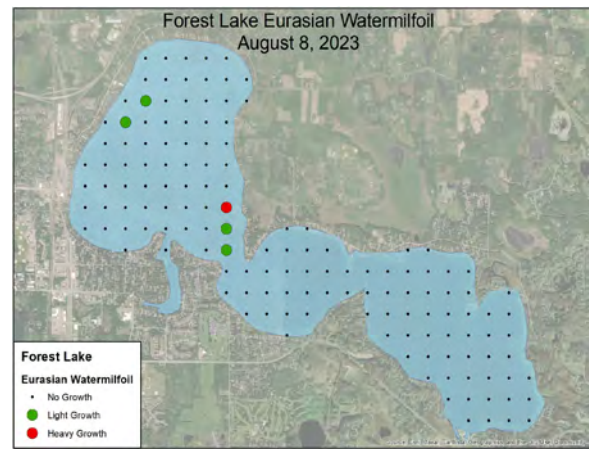 Forest Lake Eurasian Watermilfoil
August 8, 2023
Forest Lake
Eurasian Watermilfoil
No Growth
Light Growth
Heavy Growth